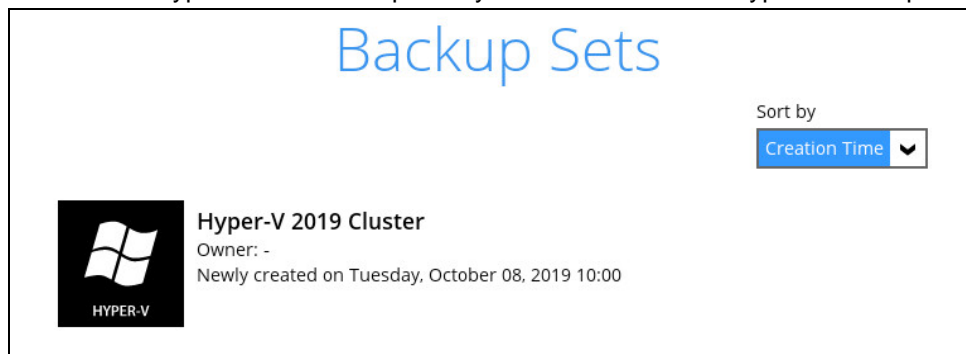 Backup Sets
Sort by
Creation Time
Hyper-V 2019 Cluster
Owner: -
Newly created on Tuesday, October 08, 2019 10:00
HYPER-V